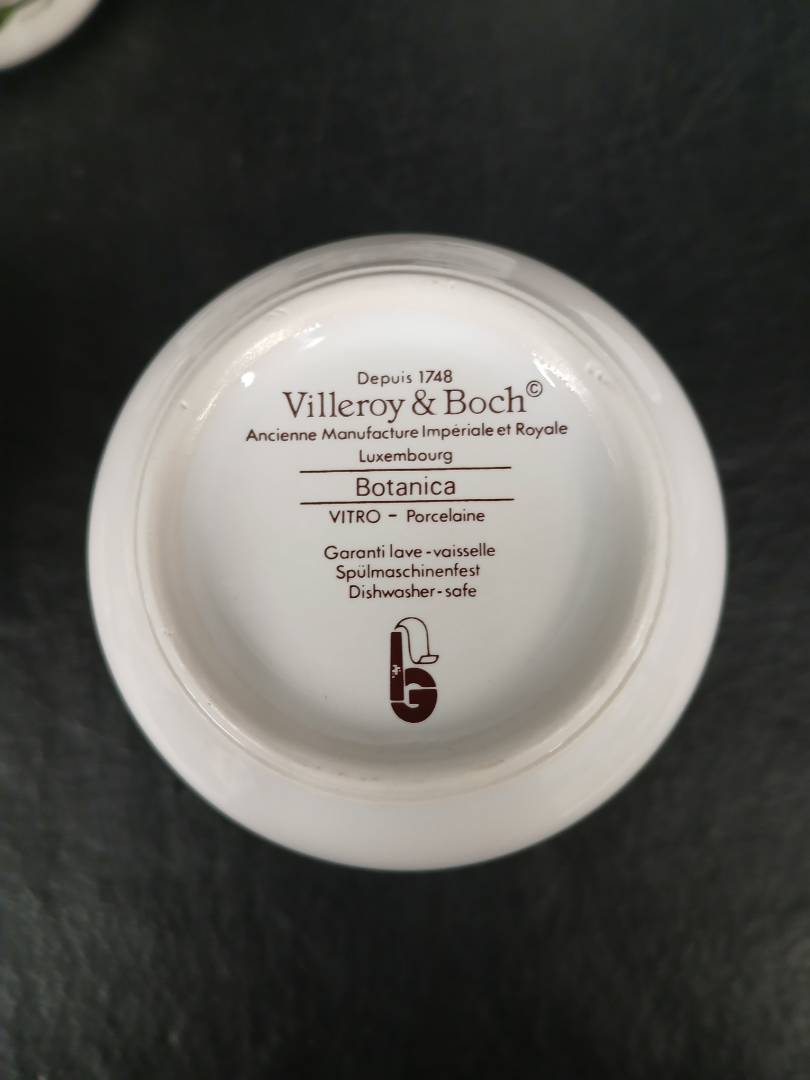 Depuis 1748
Villeroy & Boch©
Ancienne Manufacture Impériale et Royale
Luxembourg
Botanica
VITRO - Porcelaine
Garanti lave-vaisselle
Spülmaschinenfest
Dishwasher-safe